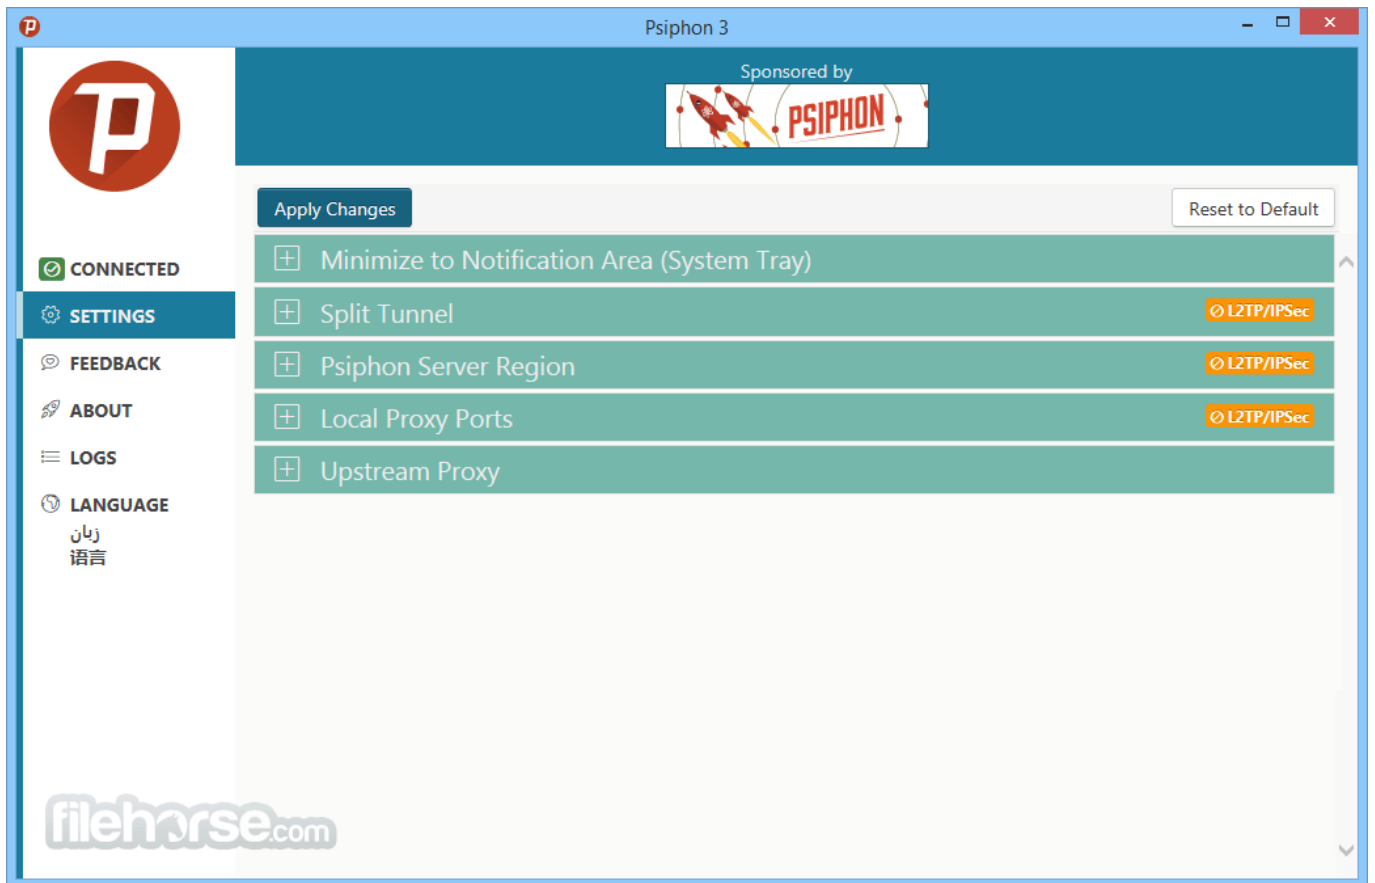 Psiphon 3
Sponsored by
PSIPHON
Apply Changes
Reset to Default
CONNECTED
SETTINGS
FEEDBACK
ABOUT
LOGS
LANGUAGE
زبان
语言
Minimize to Notification Area (System Tray)
Split Tunnel
L2TP/IPSec
Psiphon Server Region
L2TP/IPSec
Local Proxy Ports
L2TP/IPSec
Upstream Proxy
filehorse.com